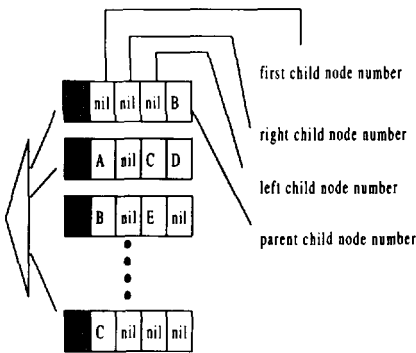 first child node number
nil nil nil B
right child node number
A nil C D
left child node number
B nil E nil
parent child node number
C nil nil nil